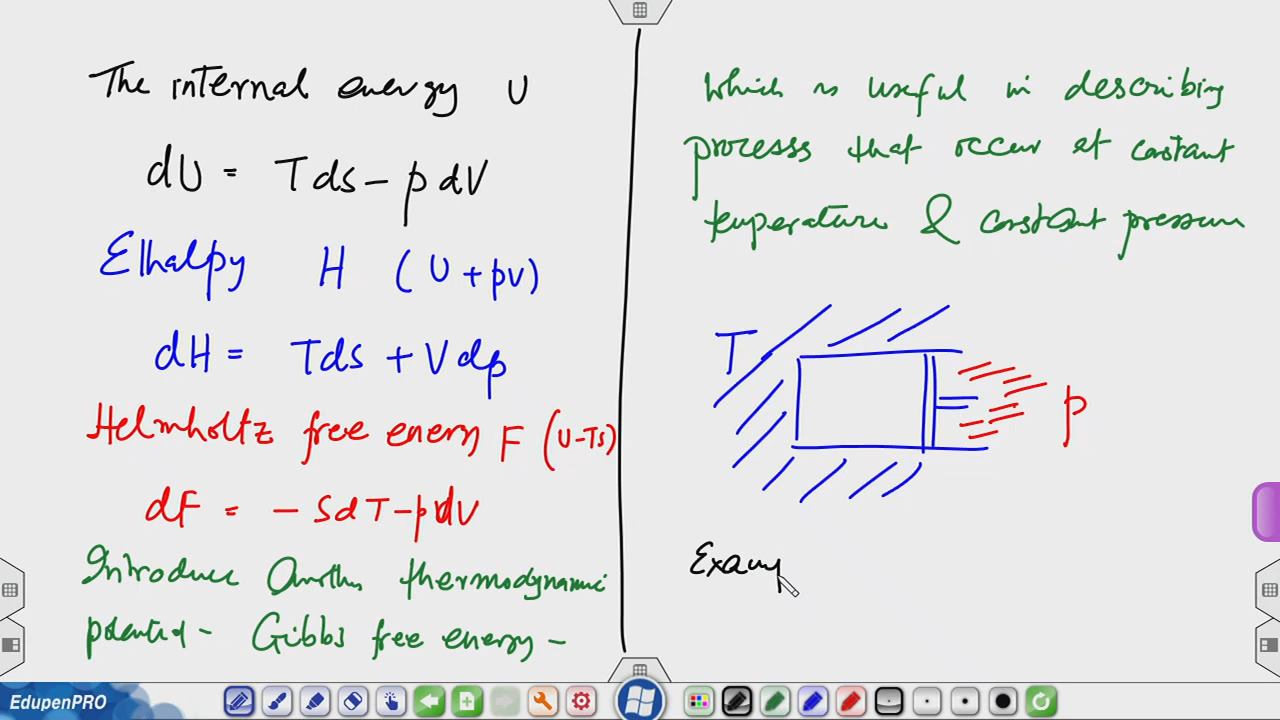 The internal energy U
dU = Tds - pdV
Enthalpy H (U + pv)
dH = Tds + Vdp
Helmholtz free energy F (U-Ts)
dF = - SdT - pdV
Introduce Another thermodynamic
potential - Gibbs free energy -
which is useful in describing
processs that occur at constant
temperature & constant pressure
T
p
Examp
EdupenPRO